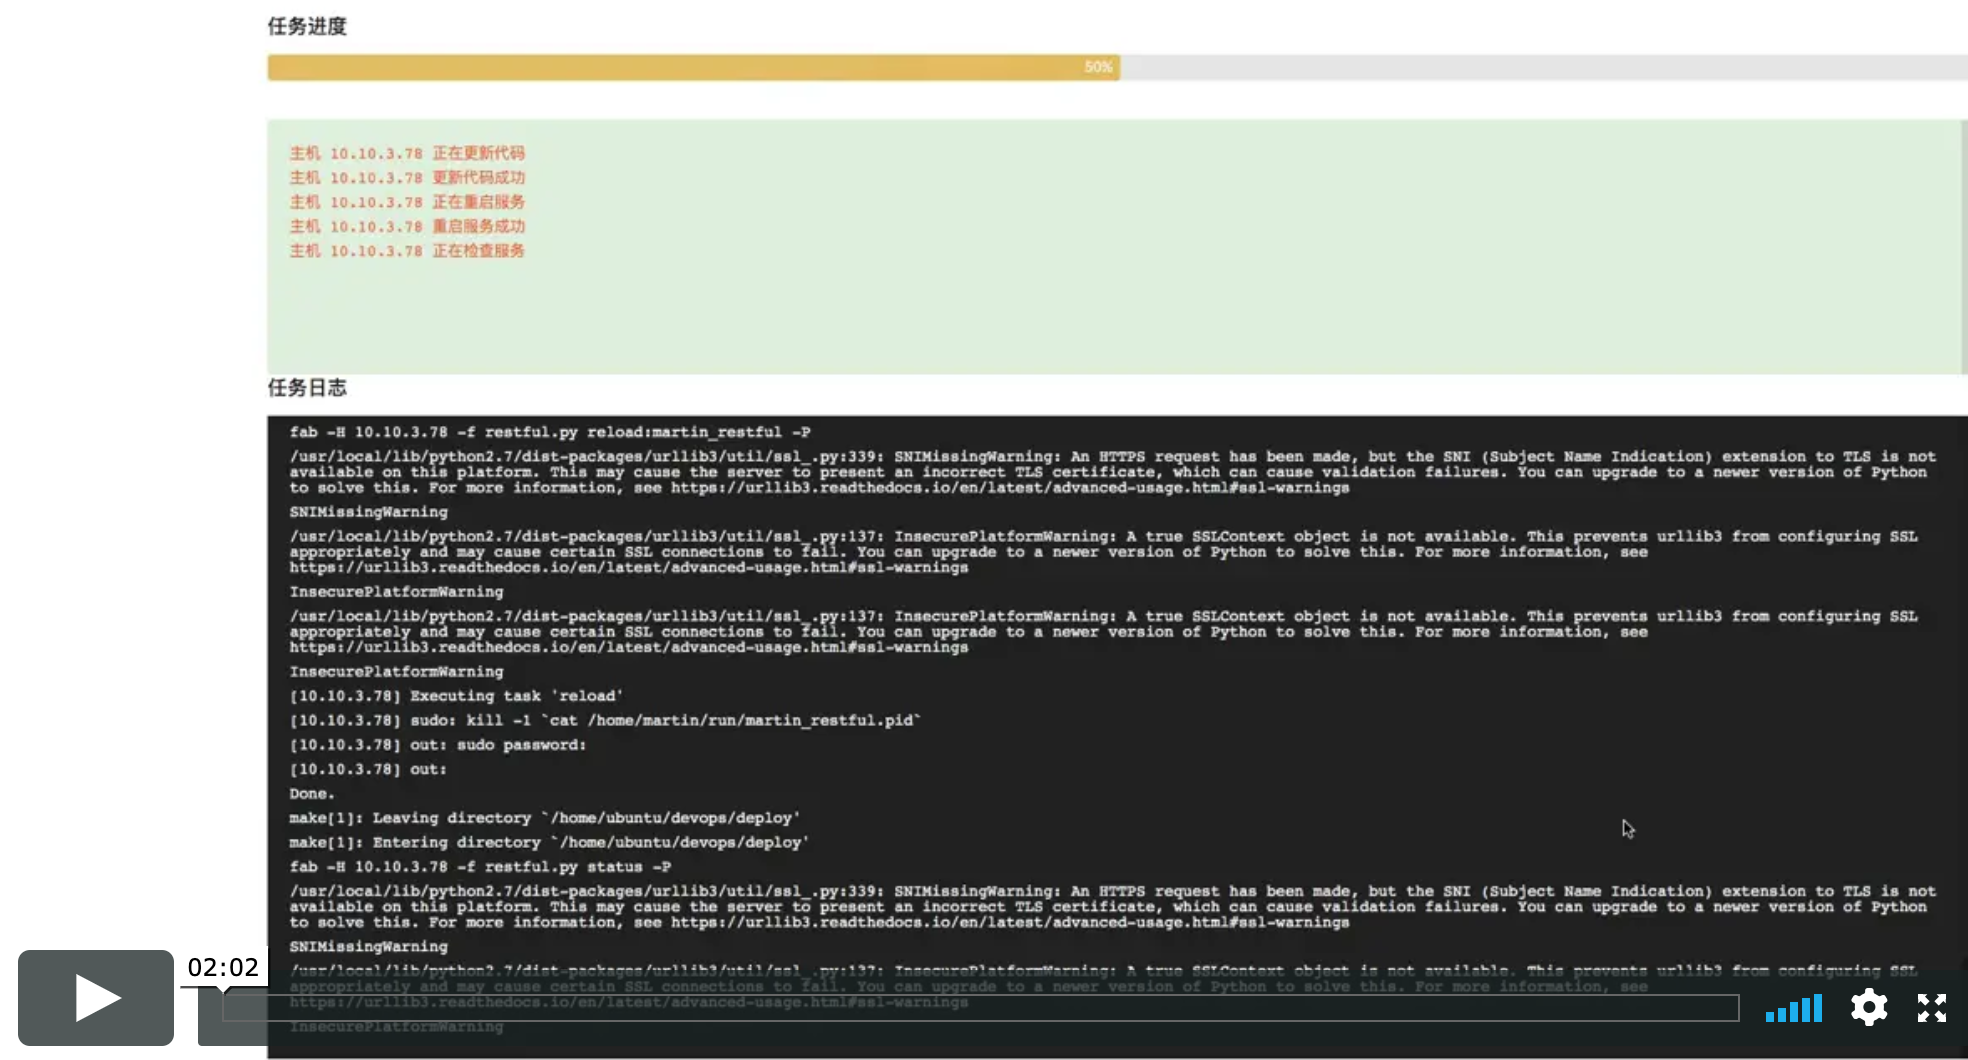 任务进度
50%
主机 10.10.3.78 正在更新代码
主机 10.10.3.78 更新代码成功
主机 10.10.3.78 正在重启服务
主机 10.10.3.78 重启服务成功
主机 10.10.3.78 正在检查服务
任务日志
fab -H 10.10.3.78 -f restful.py reload:martin_restful -P
/usr/local/lib/python2.7/dist-packages/urllib3/util/ssl_.py:339: SNIMissingWarning: An HTTPS request has been made, but the SNI (Subject Name Indication) extension to TLS is not
available on this platform. This may cause the server to present an incorrect TLS certificate, which can cause validation failures. You can upgrade to a newer version of Python
to solve this. For more information, see https://urllib3.readthedocs.io/en/latest/advanced-usage.html#ssl-warnings
SNIMissingWarning
/usr/local/lib/python2.7/dist-packages/urllib3/util/ssl_.py:137: InsecurePlatformWarning: A true SSLContext object is not available. This prevents urllib3 from configuring SSL
appropriately and may cause certain SSL connections to fail. You can upgrade to a newer version of Python to solve this. For more information, see
https://urllib3.readthedocs.io/en/latest/advanced-usage.html#ssl-warnings
InsecurePlatformWarning
/usr/local/lib/python2.7/dist-packages/urllib3/util/ssl_.py:137: InsecurePlatformWarning: A true SSLContext object is not available. This prevents urllib3 from configuring SSL
appropriately and may cause certain SSL connections to fail. You can upgrade to a newer version of Python to solve this. For more information, see
https://urllib3.readthedocs.io/en/latest/advanced-usage.html#ssl-warnings
InsecurePlatformWarning
[10.10.3.78] Executing task 'reload'
[10.10.3.78] sudo: kill -1 `cat /home/martin/run/martin_restful.pid`
[10.10.3.78] out: sudo password:
[10.10.3.78] out:
Done.
make[1]: Leaving directory `/home/ubuntu/devops/deploy'
make[1]: Entering directory `/home/ubuntu/devops/deploy'
fab -H 10.10.3.78 -f restful.py status -P
/usr/local/lib/python2.7/dist-packages/urllib3/util/ssl_.py:339: SNIMissingWarning: An HTTPS request has been made, but the SNI (Subject Name Indication) extension to TLS is not
available on this platform. This may cause the server to present an incorrect TLS certificate, which can cause validation failures. You can upgrade to a newer version of Python
to solve this. For more information, see https://urllib3.readthedocs.io/en/latest/advanced-usage.html#ssl-warnings
SNIMissingWarning
02:02
/usr/local/lib/python2.7/dist-packages/urllib3/util/ssl_.py:137: InsecurePlatformWarning: A true SSLContext object is not available. This prevents urllib3 from configuring SSL
appropriately and may cause certain SSL connections to fail. You can upgrade to a newer version of Python to solve this. For more information, see
https://urllib3.readthedocs.io/en/latest/advanced-usage.html#ssl-warnings
InsecurePlatformWarning